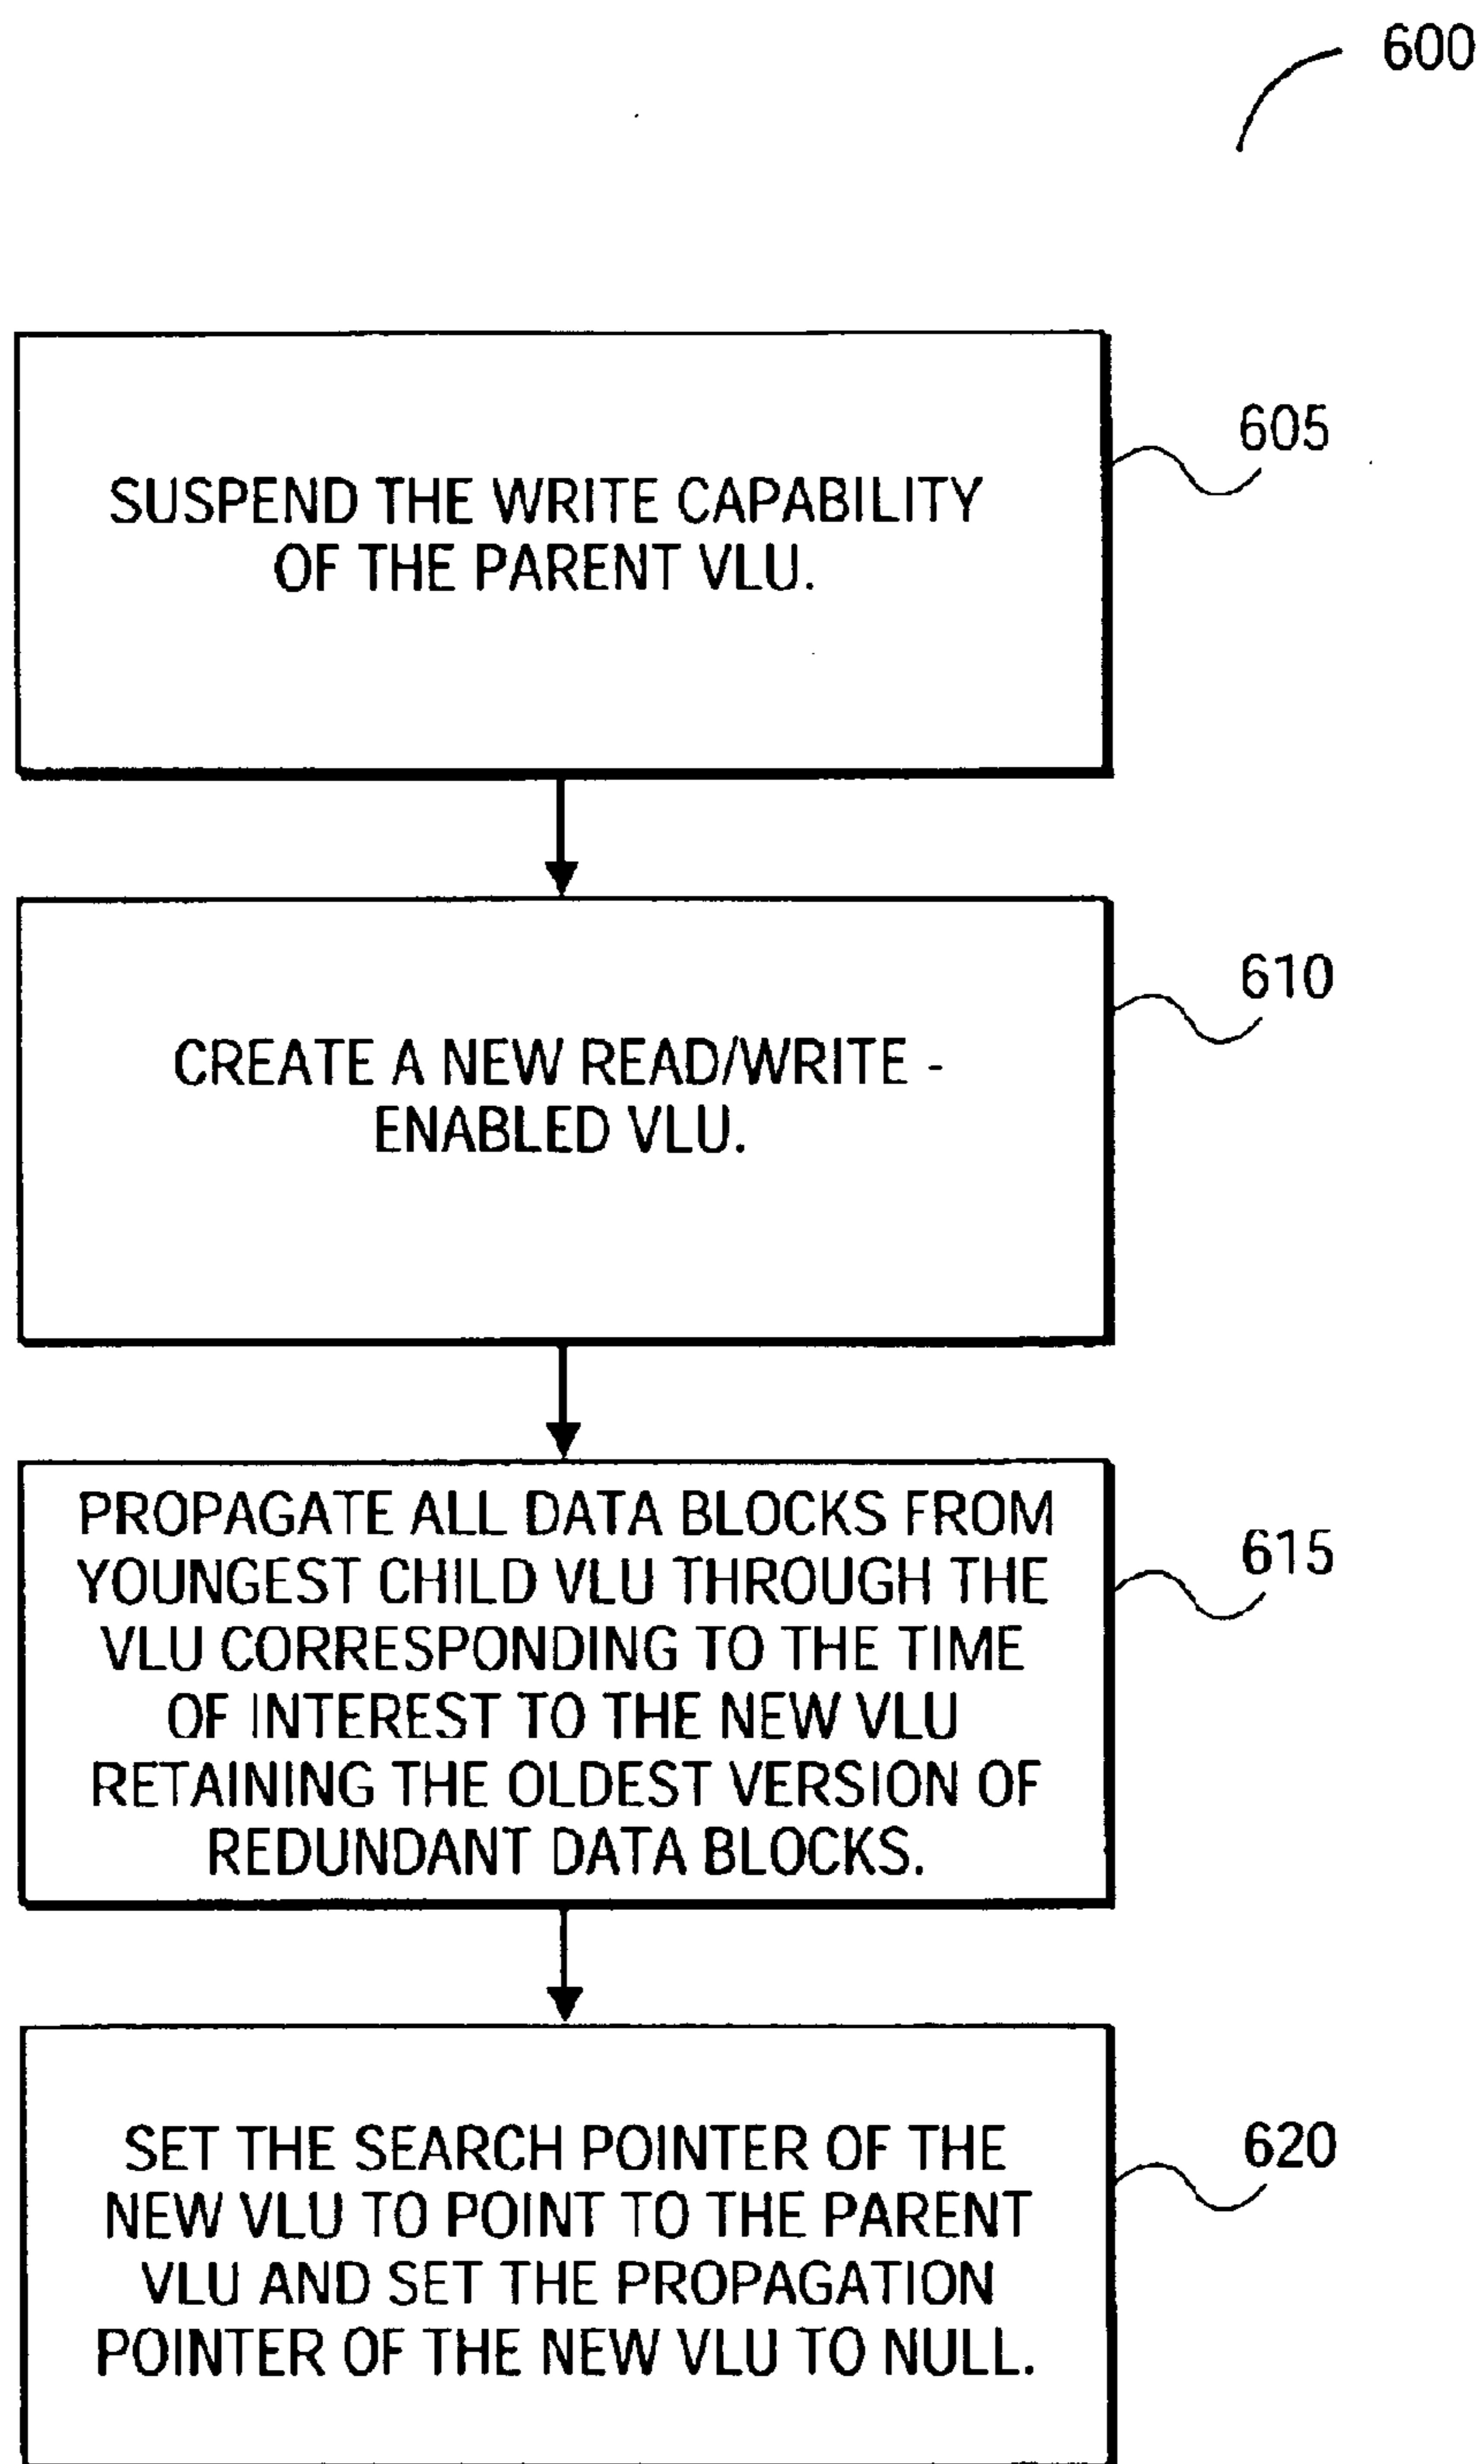 600
605
SUSPEND THE WRITE CAPABILITY
OF THE PARENT VLU.
610
CREATE A NEW READ/WRITE -
ENABLED VLU.
615
PROPAGATE ALL DATA BLOCKS FROM
YOUNGEST CHILD VLU THROUGH THE
VLU CORRESPONDING TO THE TIME
OF INTEREST TO THE NEW VLU
RETAINING THE OLDEST VERSION OF
REDUNDANT DATA BLOCKS.
620
SET THE SEARCH POINTER OF THE
NEW VLU TO POINT TO THE PARENT
VLU AND SET THE PROPAGATION
POINTER OF THE NEW VLU TO NULL.